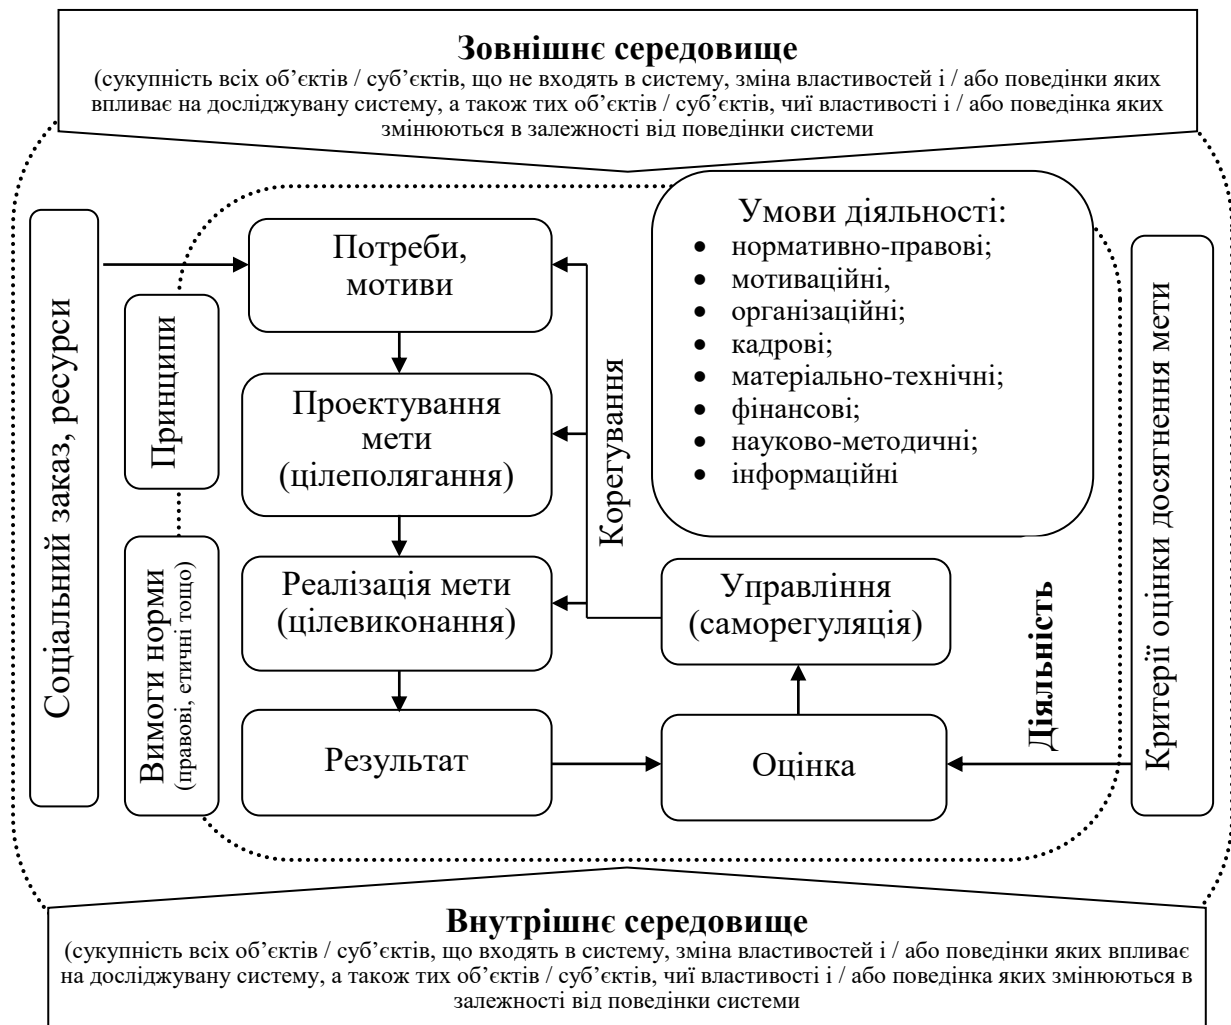 Зовнішнє середовище
(сукупність всіх об’єктів / суб’єктів, що не входять в систему, зміна властивостей і / або поведінки яких
впливає на досліджувану систему, а також тих об’єктів / суб’єктів, чиї властивості і / або поведінка яких
змінюються в залежності від поведінки системи
Соціальний заказ, ресурси
Принципи
Вимоги норми
(правові, етичні тощо)
Потреби,
мотиви
Проектування
мети
(цілеполягання)
Реалізація мети
(цілевиконання)
Результат
Корегування
Умови діяльності:
• нормативно-правові;
• мотиваційні,
• організаційні;
• кадрові;
• матеріально-технічні;
• фінансові;
• науково-методичні;
• інформаційні
Управління
(саморегуляція)
Оцінка
Діяльність
Критерії оцінки досягнення мети
Внутрішнє середовище
(сукупність всіх об’єктів / суб’єктів, що входять в систему, зміна властивостей і / або поведінки яких впливає
на досліджувану систему, а також тих об’єктів / суб’єктів, чиї властивості і / або поведінка яких змінюються в
залежності від поведінки системи